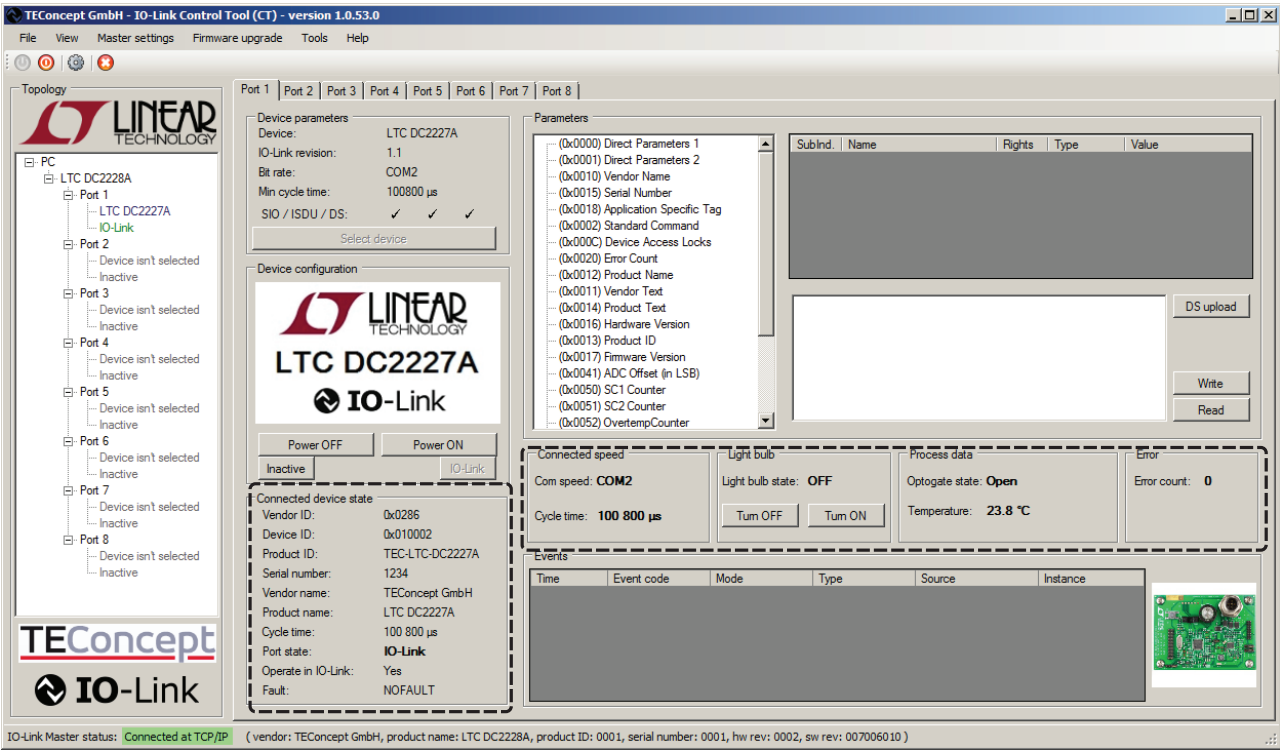 TEConcept GmbH - IO-Link Control Tool (CT) - version 1.0.53.0
File View Master settings Firmware upgrade Tools Help
Topology
LINEAR
TECHNOLOGY
PC
LTC DC2228A
Port 1
LTC DC2227A
IO-Link
Port 2
Device isn't selected
Inactive
Port 3
Device isn't selected
Inactive
Port 4
Device isn't selected
Inactive
Port 5
Device isn't selected
Inactive
Port 6
Device isn't selected
Inactive
Port 7
Device isn't selected
Inactive
Port 8
Device isn't selected
Inactive
TEConcept
IO-Link
Port 1 Port 2 Port 3 Port 4 Port 5 Port 6 Port 7 Port 8
Device parameters
Device: LTC DC2227A
IO-Link revision: 1.1
Bit rate: COM2
Min cycle time: 100800 µs
SIO / ISDU / DS: ✓ ✓ ✓
Select device
Device configuration
LINEAR
TECHNOLOGY
LTC DC2227A
IO-Link
Power OFF Power ON
Inactive IO-Link
Connected device state
Vendor ID: 0x0286
Device ID: 0x010002
Product ID: TEC-LTC-DC2227A
Serial number: 1234
Vendor name: TEConcept GmbH
Product name: LTC DC2227A
Cycle time: 100 800 µs
Port state: IO-Link
Operate in IO-Link: Yes
Fault: NOFAULT
Parameters
(0x0000) Direct Parameters 1
(0x0001) Direct Parameters 2
(0x0010) Vendor Name
(0x0015) Serial Number
(0x0018) Application Specific Tag
(0x0002) Standard Command
(0x000C) Device Access Locks
(0x0020) Error Count
(0x0012) Product Name
(0x0011) Vendor Text
(0x0014) Product Text
(0x0016) Hardware Version
(0x0013) Product ID
(0x0017) Firmware Version
(0x0041) ADC Offset (in LSB)
(0x0050) SC1 Counter
(0x0051) SC2 Counter
(0x0052) OvertempCounter
SubInd. Name Rights Type Value
DS upload
Write
Read
Connected speed
Com speed: COM2
Cycle time: 100 800 µs
Light bulb
Light bulb state: OFF
Turn OFF Turn ON
Process data
Optogate state: Open
Temperature: 23.8 °C
Error
Error count: 0
Events
Time Event code Mode Type Source Instance
IO-Link Master status: Connected at TCP/IP ( vendor: TEConcept GmbH, product name: LTC DC2228A, product ID: 0001, serial number: 0001, hw rev: 0002, sw rev: 007006010 )